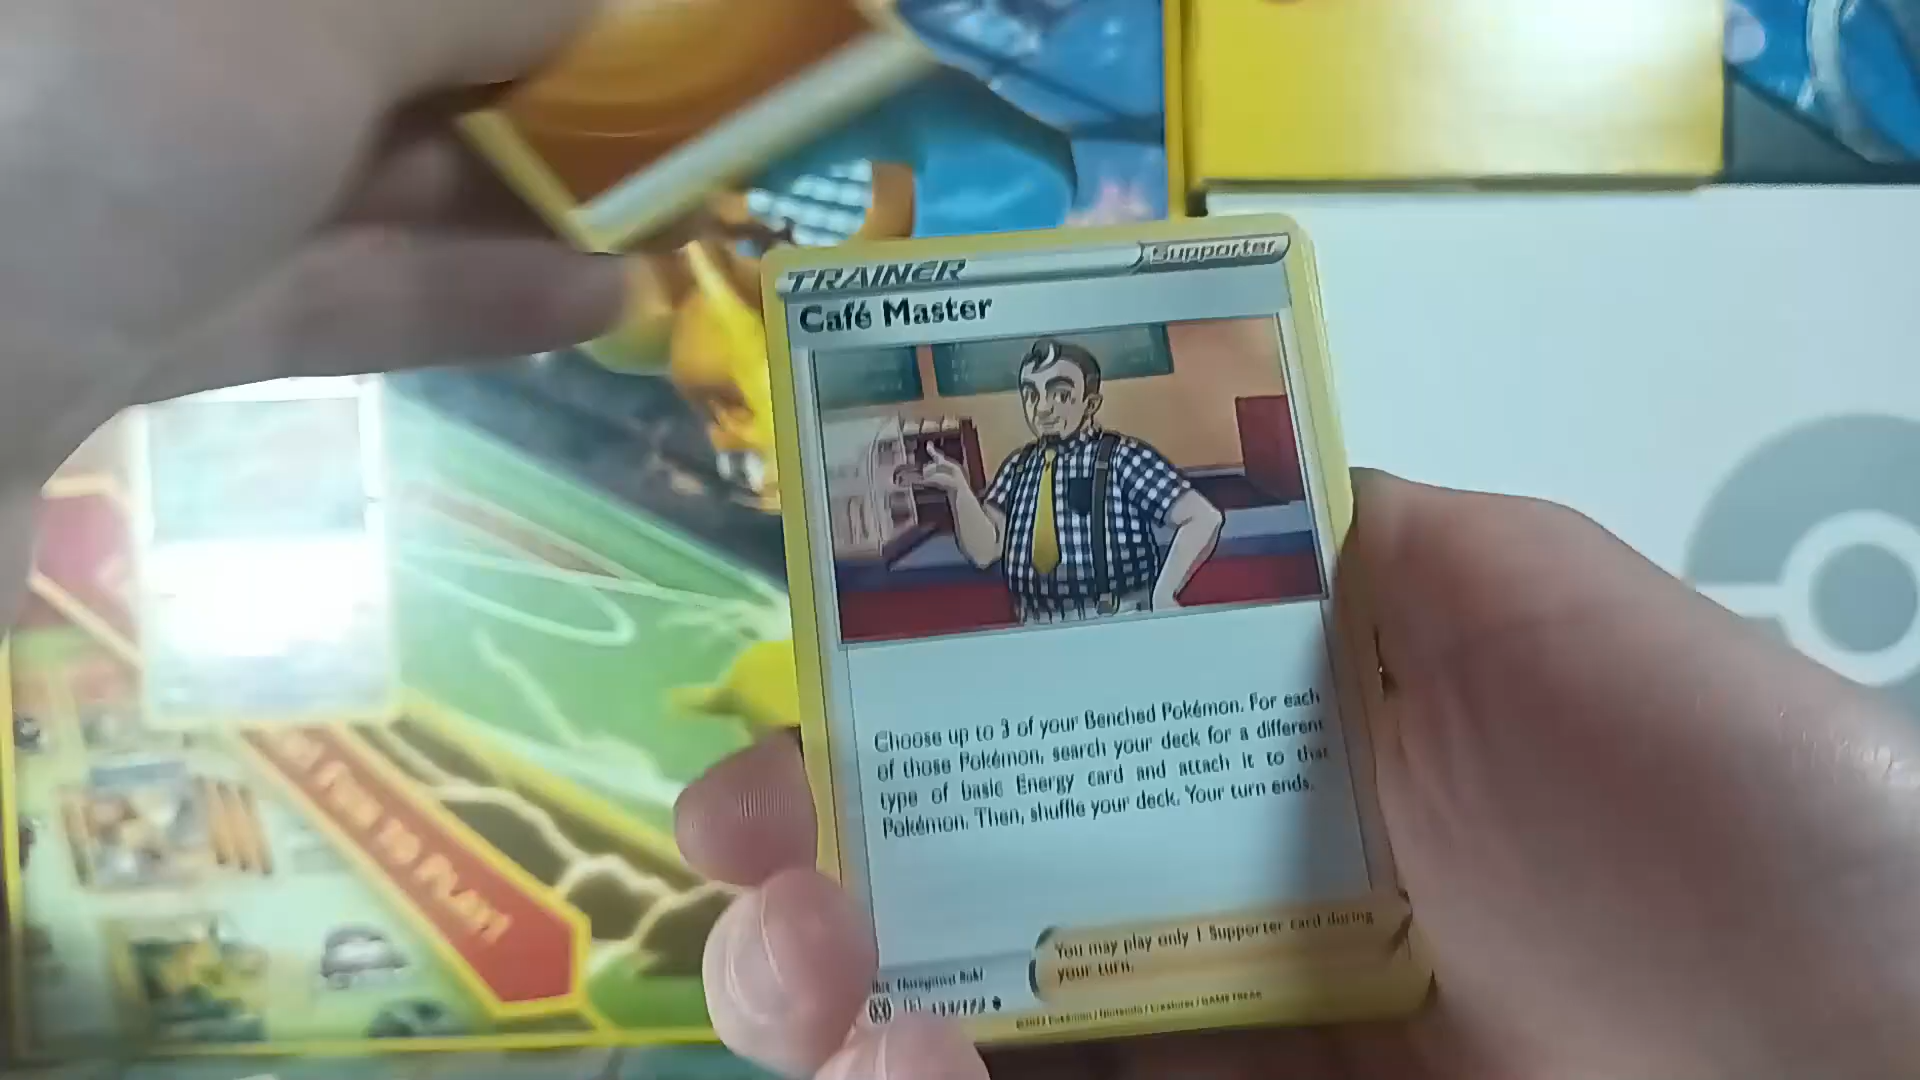 TRAINER
Supporter
Café Master
Choose up to 3 of your Benched Pokémon. For each
of those Pokémon, search your deck for a different
type of basic Energy card and attach it to that
Pokémon. Then, shuffle your deck. Your turn ends.
You may play only 1 Supporter card during
your turn.
©2022 Pokémon / Nintendo / Creatures / GAME FREAK
TO PLAY!